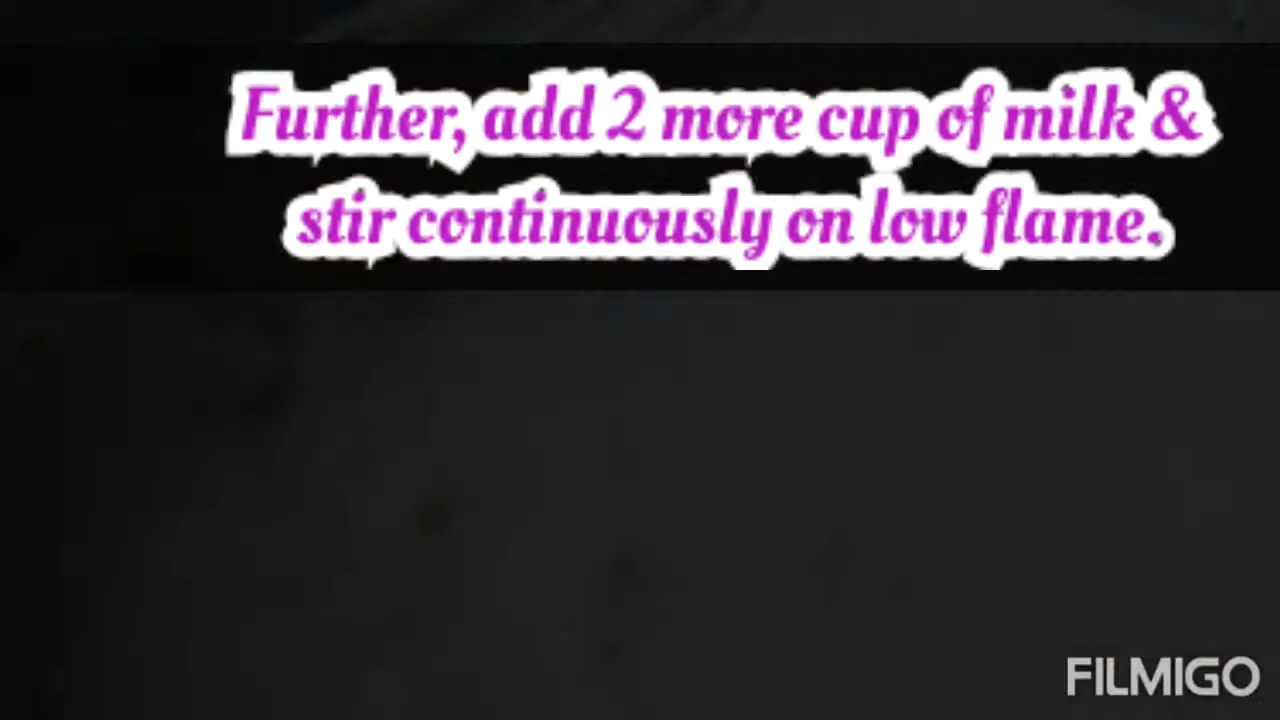 Further, add 2 more cup of milk &
stir continuously on low flame.
FILMIGO